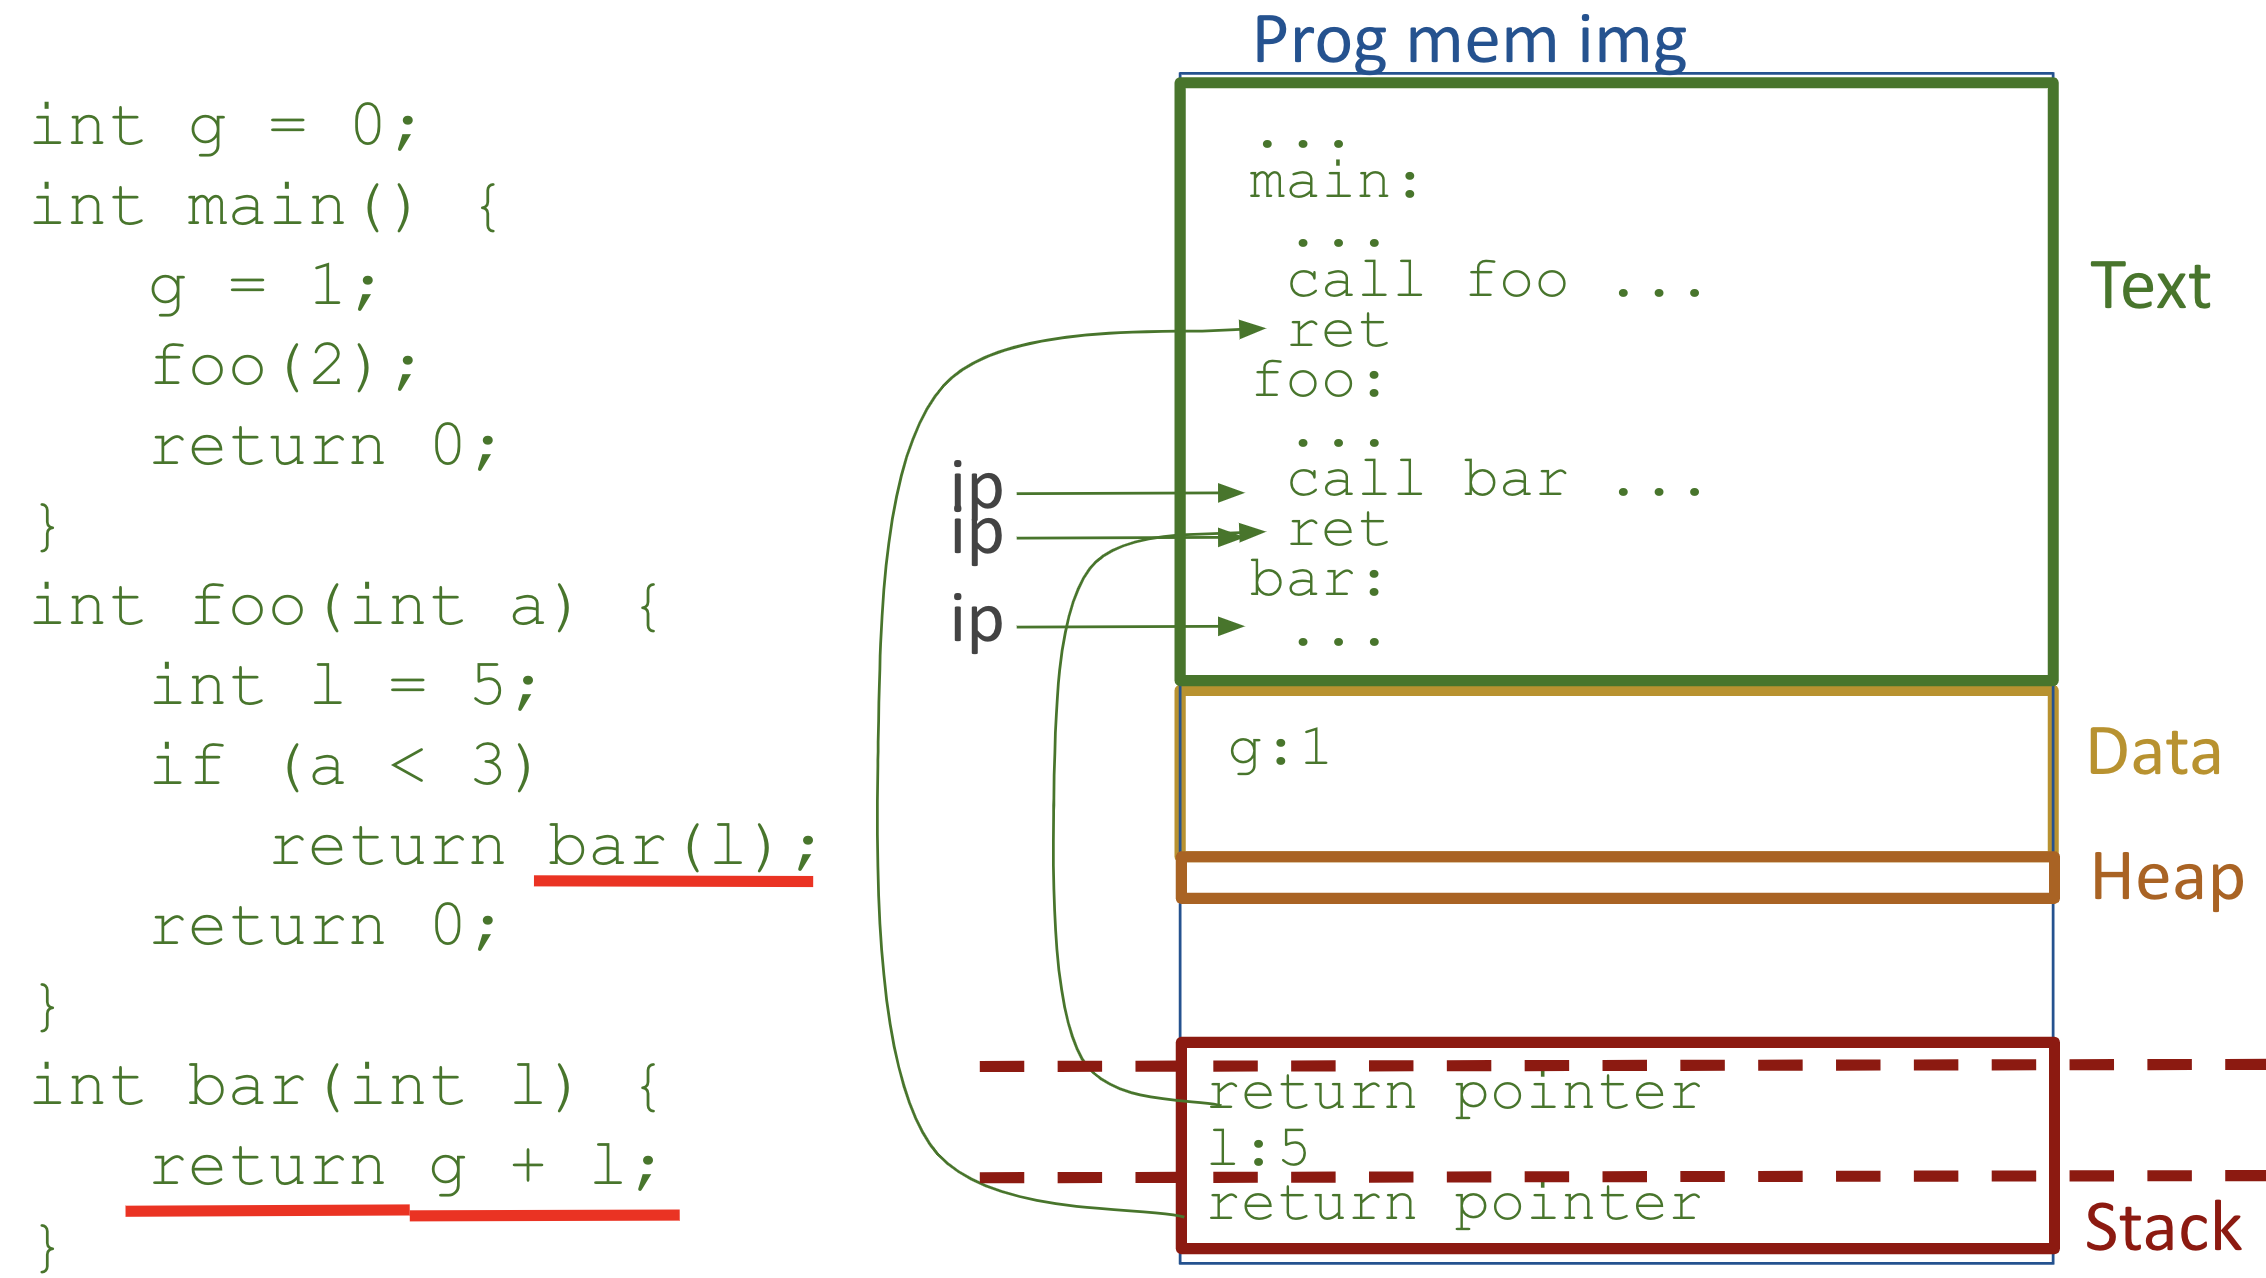 int g = 0;
int main() {
   g = 1;
   foo(2);
   return 0;
}
int foo(int a) {
   int l = 5;
   if (a < 3)
      return bar(l);
   return 0;
}
int bar(int l) {
   return g + l;
}
Prog mem img
...
main:
 ...
 call foo ...
 ret
foo:
 ...
 call bar ...
 ret
bar:
 ...
ip
ip
ip
Text
g:1
Data
Heap
return pointer
l:5
return pointer
Stack